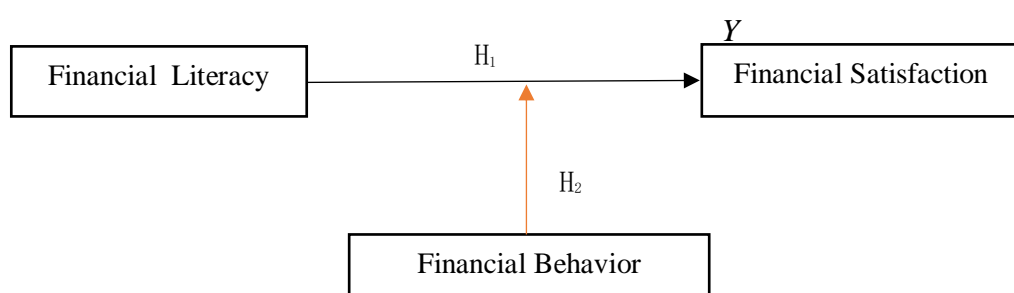 Y
H₁
Financial Literacy
Financial Satisfaction
H₂
Financial Behavior